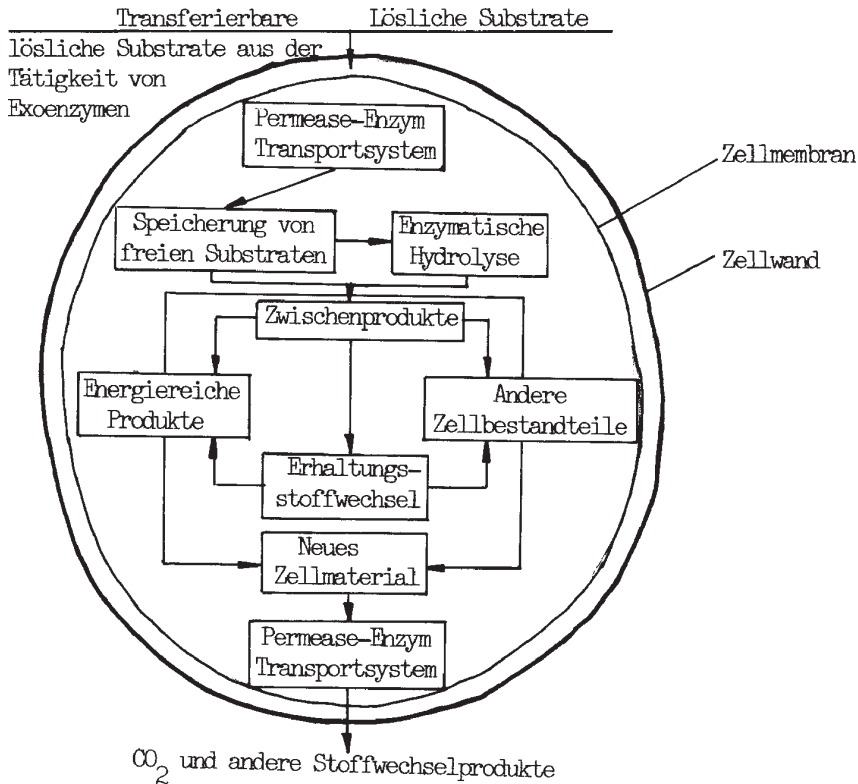 Transferierbare Lösliche Substrate
lösliche Substrate aus der
Tätigkeit von
Exoenzymen
Permease-Enzym
Transportsystem
Zellmembran
Speicherung von
freien Substraten
Enzymatische
Hydrolyse
Zellwand
Zwischenprodukte
Energiereiche
Produkte
Andere
Zellbestandteile
Erhaltungs-
stoffwechsel
Neues
Zellmaterial
Permease-Enzym
Transportsystem
CO2 und andere Stoffwechselprodukte